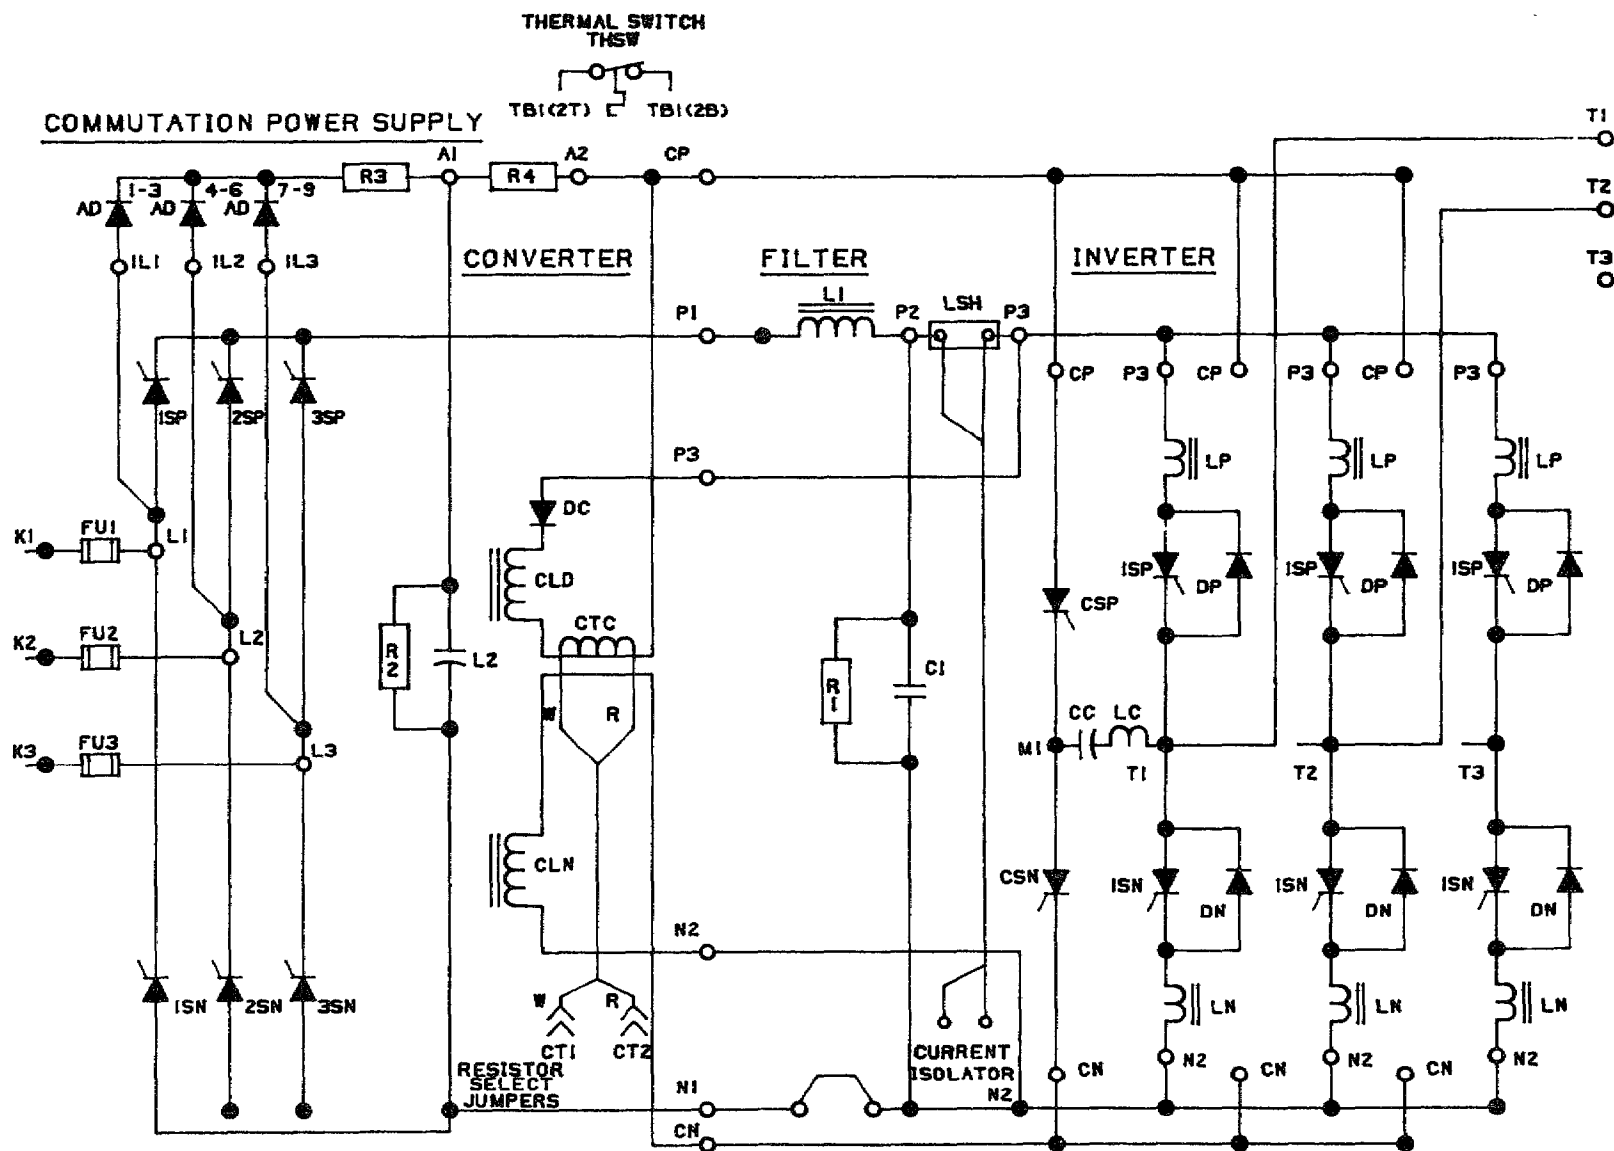 THERMAL SWITCH
THSW
TB1(2T) TB1(2B)
COMMUTATION POWER SUPPLY
T1
A1 A2 CP
R3 R4
1-3 4-6 7-9
AD AD AD
T2
1L1 1L2 1L3
CONVERTER FILTER INVERTER
T3
P1 L1 P2 LSH P3
CP P3 CP P3 CP P3
1SP 2SP 3SP
P3 LP LP LP
DC
K1 FU1 L1
CLD
1SP DP 1SP DP 1SP DP
CSP
CTC
K2 FU2 L2
R2 L2
R1 C1
W R
CC LC
K3 FU3 L3
M1 T1 T2 T3
CLN
CSN 1SN DN 1SN DN 1SN DN
N2
1SN 2SN 3SN
W R
LN LN LN
CT1 CT2
CURRENT
ISOLATOR
RESISTOR
SELECT
JUMPERS
N1 N2
CN N2 CN N2 CN N2
CN